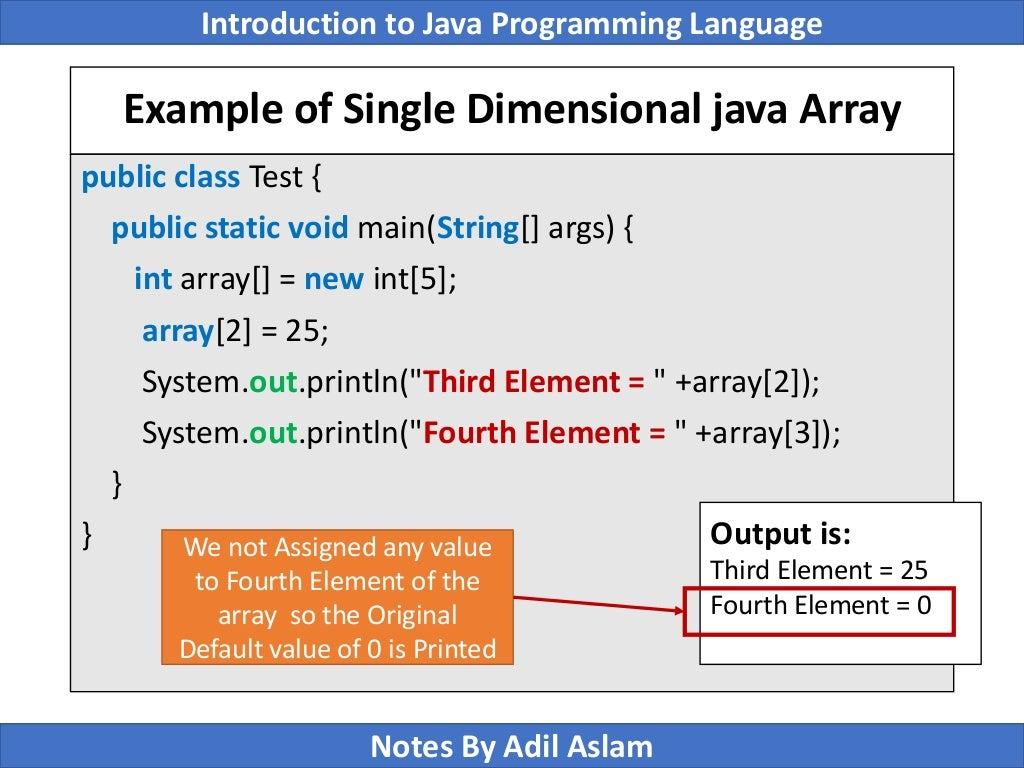 Introduction to Java Programming Language
Example of Single Dimensional java Array
public class Test {
public static void main(String[] args) {
int array[] = new int[5];
array[2] = 25;
System.out.println("Third Element = " +array[2]);
System.out.println("Fourth Element = " +array[3]);
}
}
We not Assigned any value
to Fourth Element of the
array so the Original
Default value of 0 is Printed
Output is:
Third Element = 25
Fourth Element = 0
Notes By Adil Aslam